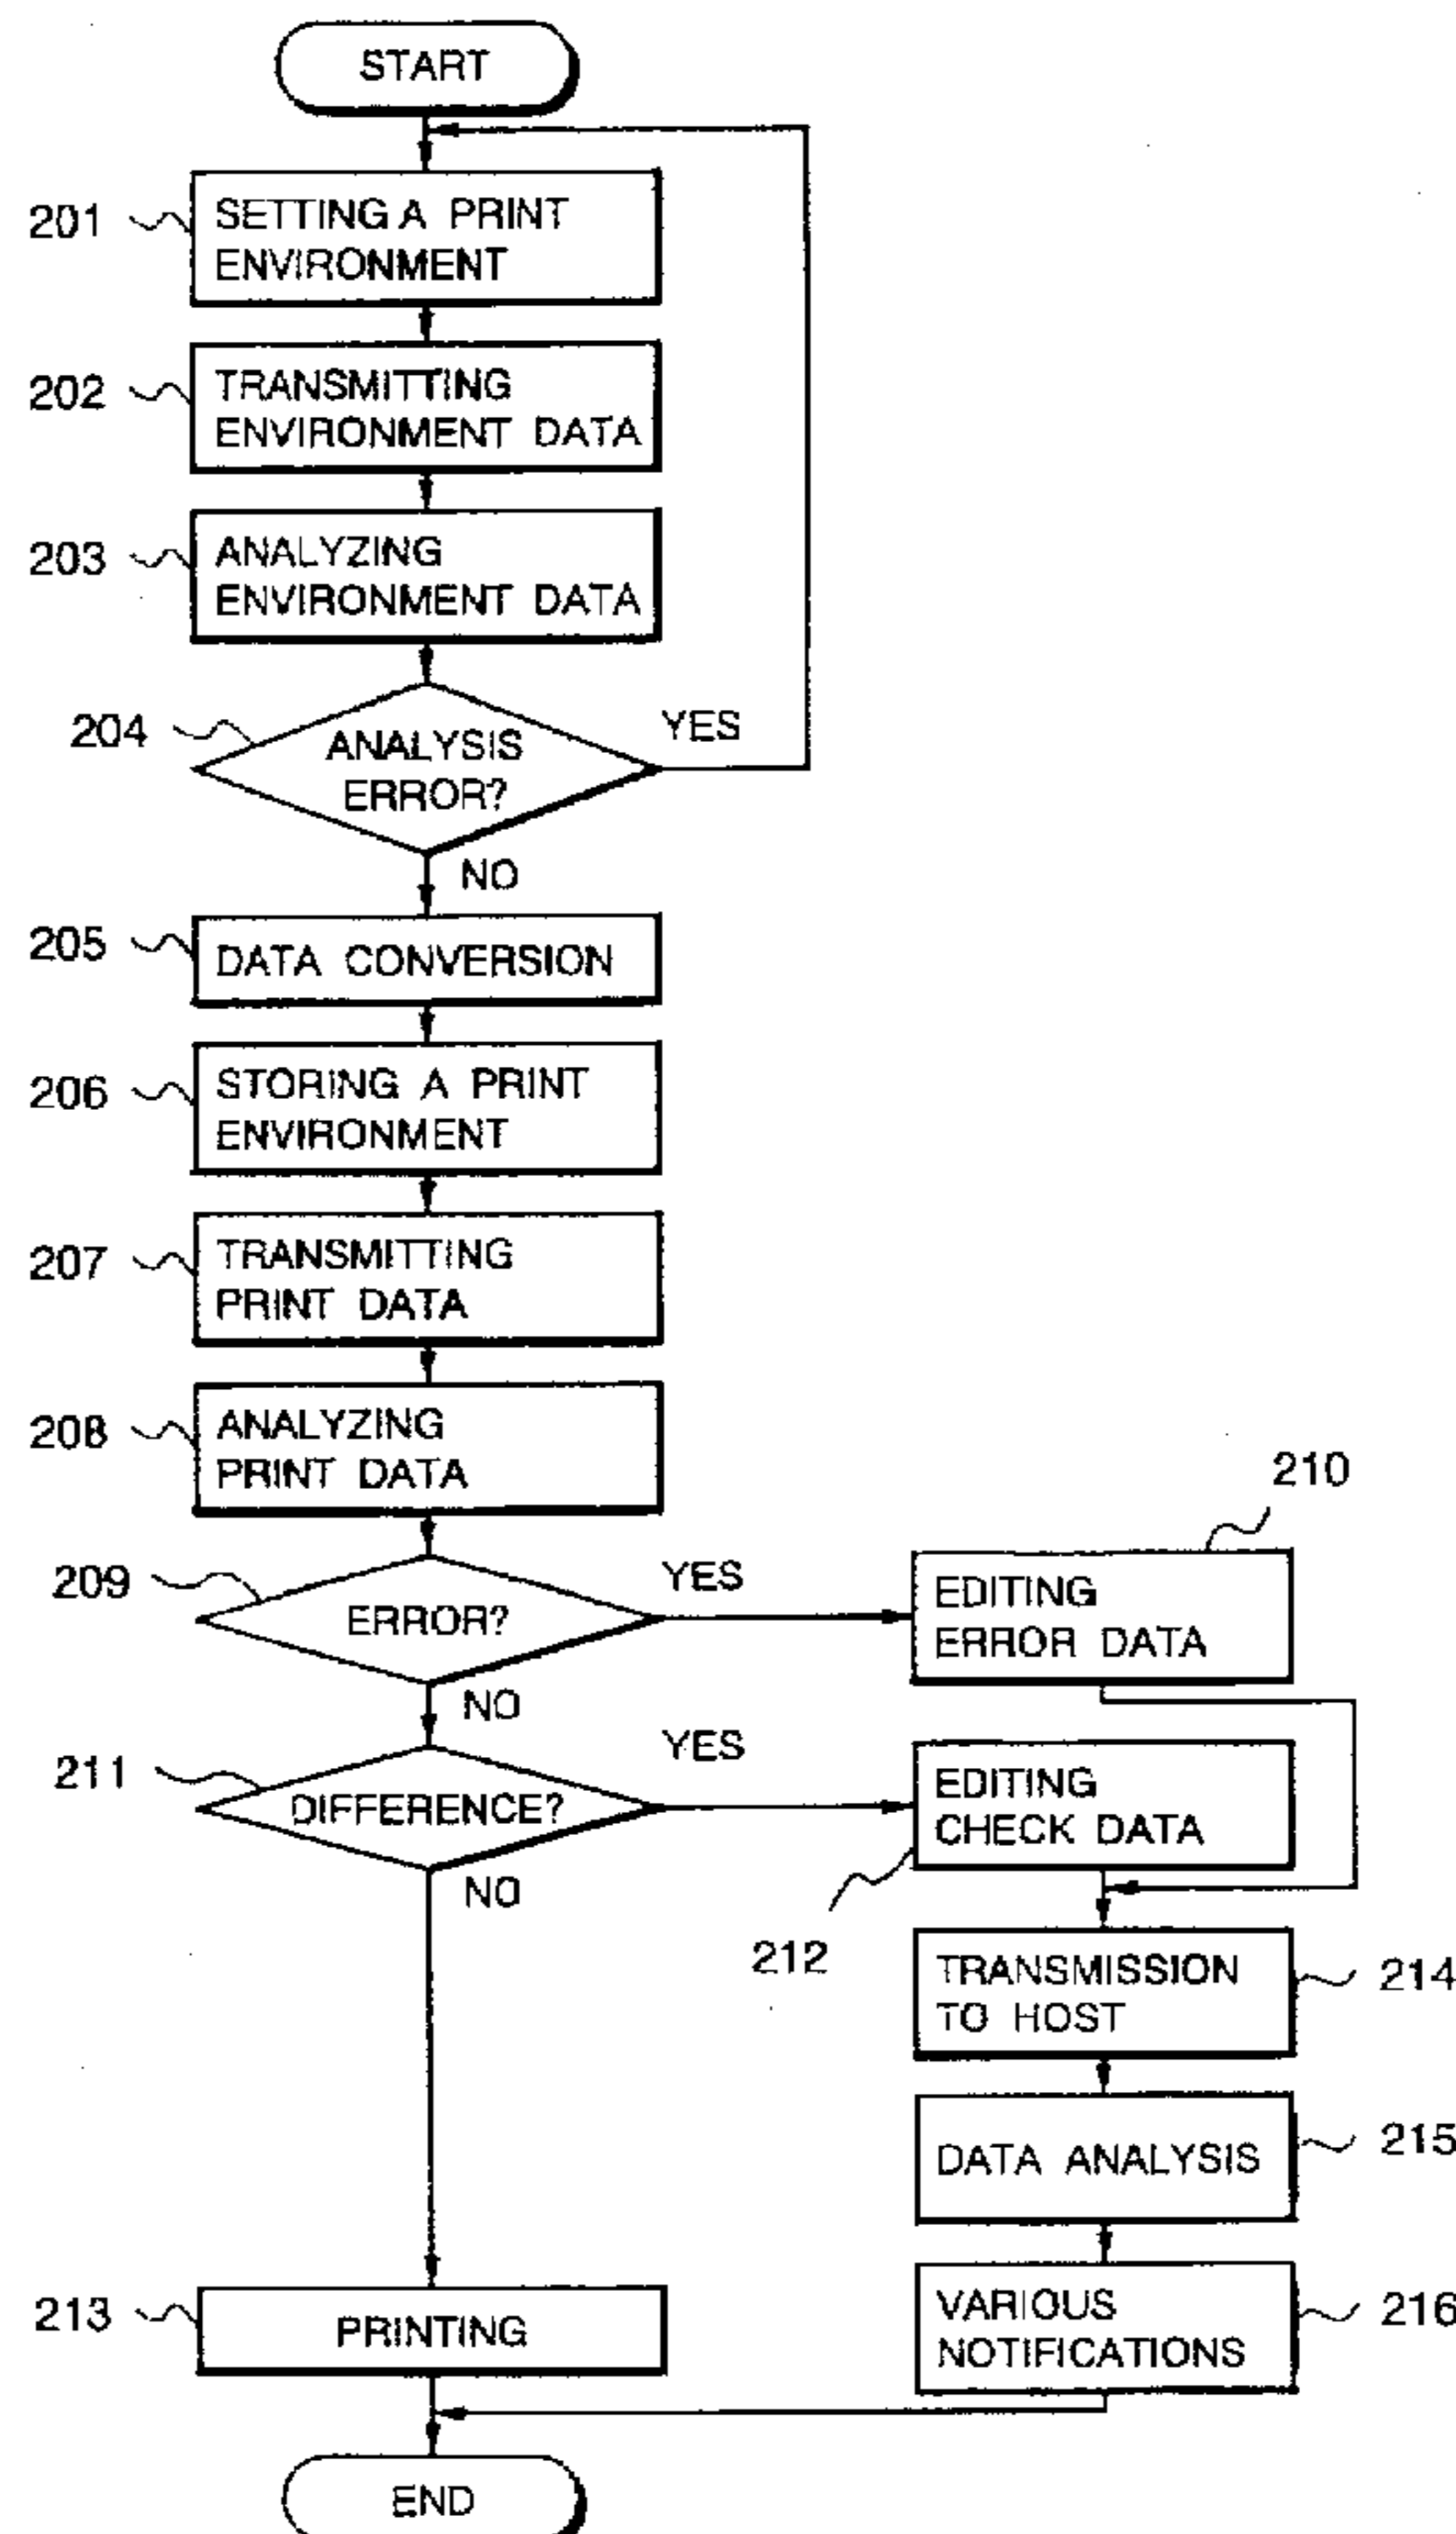 START
201
SETTING A PRINT
ENVIRONMENT
202
TRANSMITTING
ENVIRONMENT DATA
203
ANALYZING
ENVIRONMENT DATA
204
ANALYSIS
ERROR?
YES
NO
205
DATA CONVERSION
206
STORING A PRINT
ENVIRONMENT
207
TRANSMITTING
PRINT DATA
208
ANALYZING
PRINT DATA
209
ERROR?
YES
NO
210
EDITING
ERROR DATA
211
DIFFERENCE?
YES
NO
EDITING
CHECK DATA
212
TRANSMISSION
TO HOST
214
DATA ANALYSIS
215
VARIOUS
NOTIFICATIONS
216
213
PRINTING
END